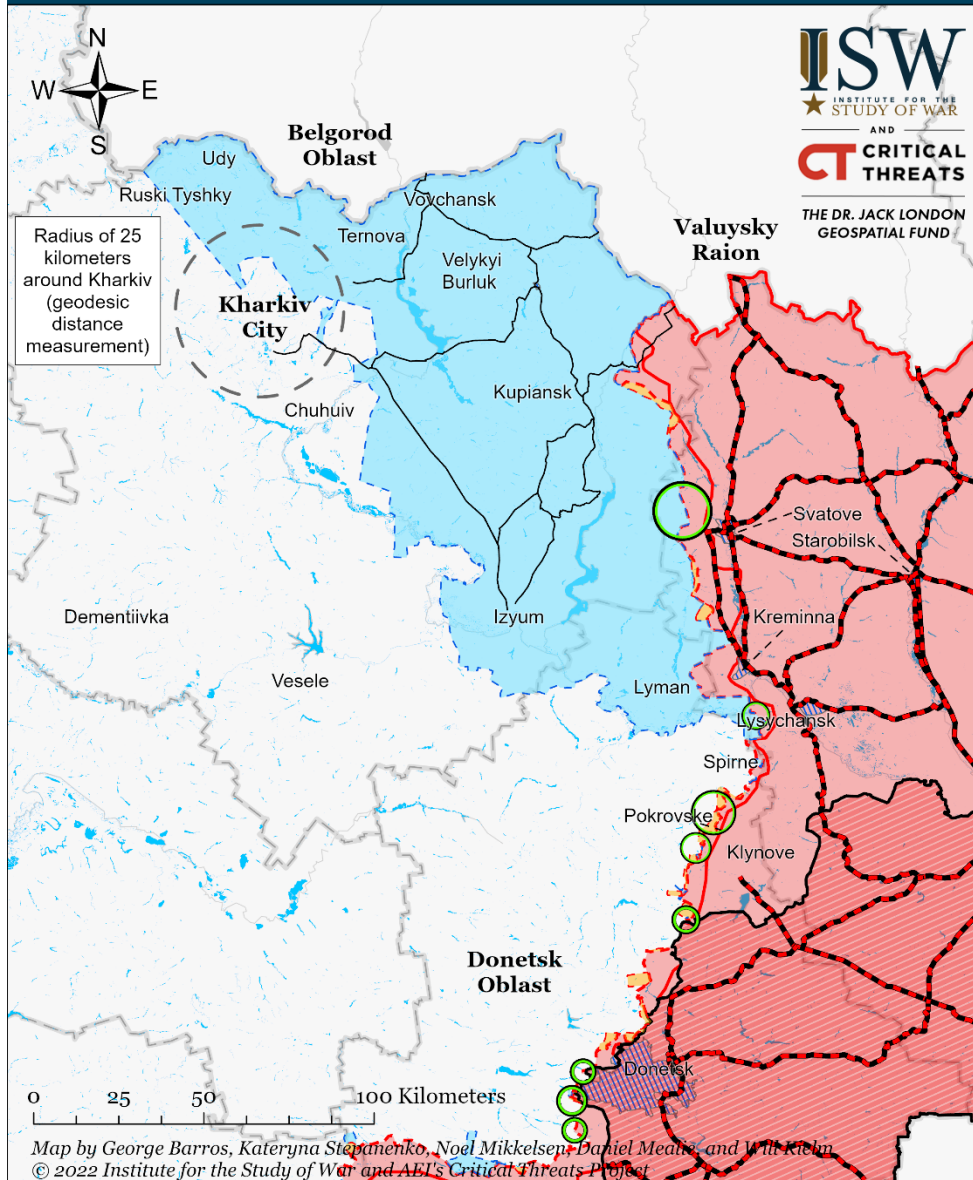 N
W
E
S
ISW
INSTITUTE FOR THE
STUDY OF WAR
AND
CT CRITICAL
THREATS
THE DR. JACK LONDON
GEOSPATIAL FUND
Belgorod
Oblast
Udy
Ruski Tyshky
Vovchansk
Ternova
Radius of 25
kilometers
around Kharkiv
(geodesic
distance
measurement)
Velykyi
Burluk
Valuysky
Raion
Kharkiv
City
Kupiansk
Chuhuiv
Svatove
Starobilsk
Dementiivka
Izyum
Kreminna
Vesele
Lyman
Lysychansk
Spirne
Pokrovske
Klynove
Donetsk
Oblast
Donetsk
0 25 50 100 Kilometers
Map by George Barros, Kateryna Stepanenko, Noel Mikkelsen, Daniel Mealie, and Will Kielm
© 2022 Institute for the Study of War and AEI's Critical Threats Project